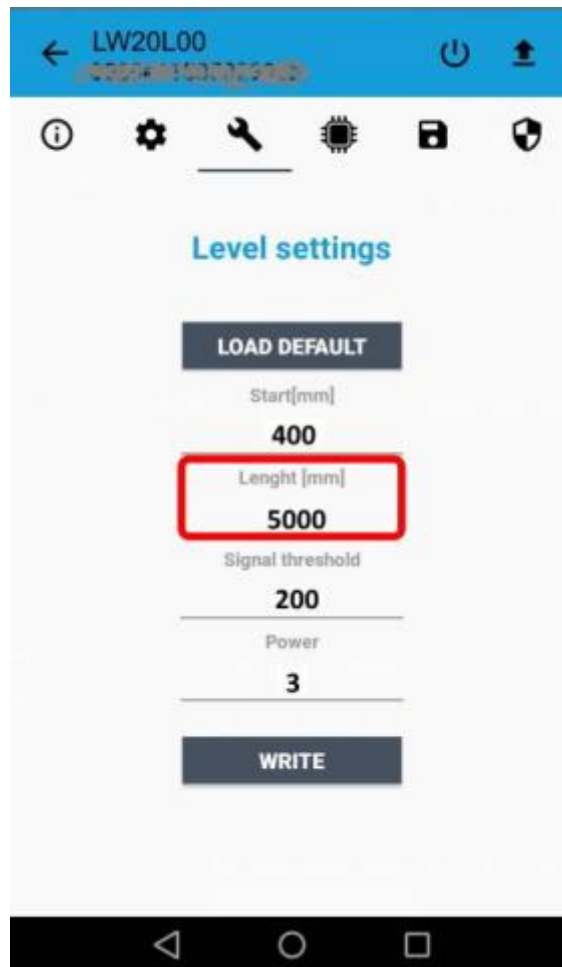 LW20L00
Level settings
LOAD DEFAULT
Start[mm]
400
Lenght [mm]
5000
Signal threshold
200
Power
3
WRITE